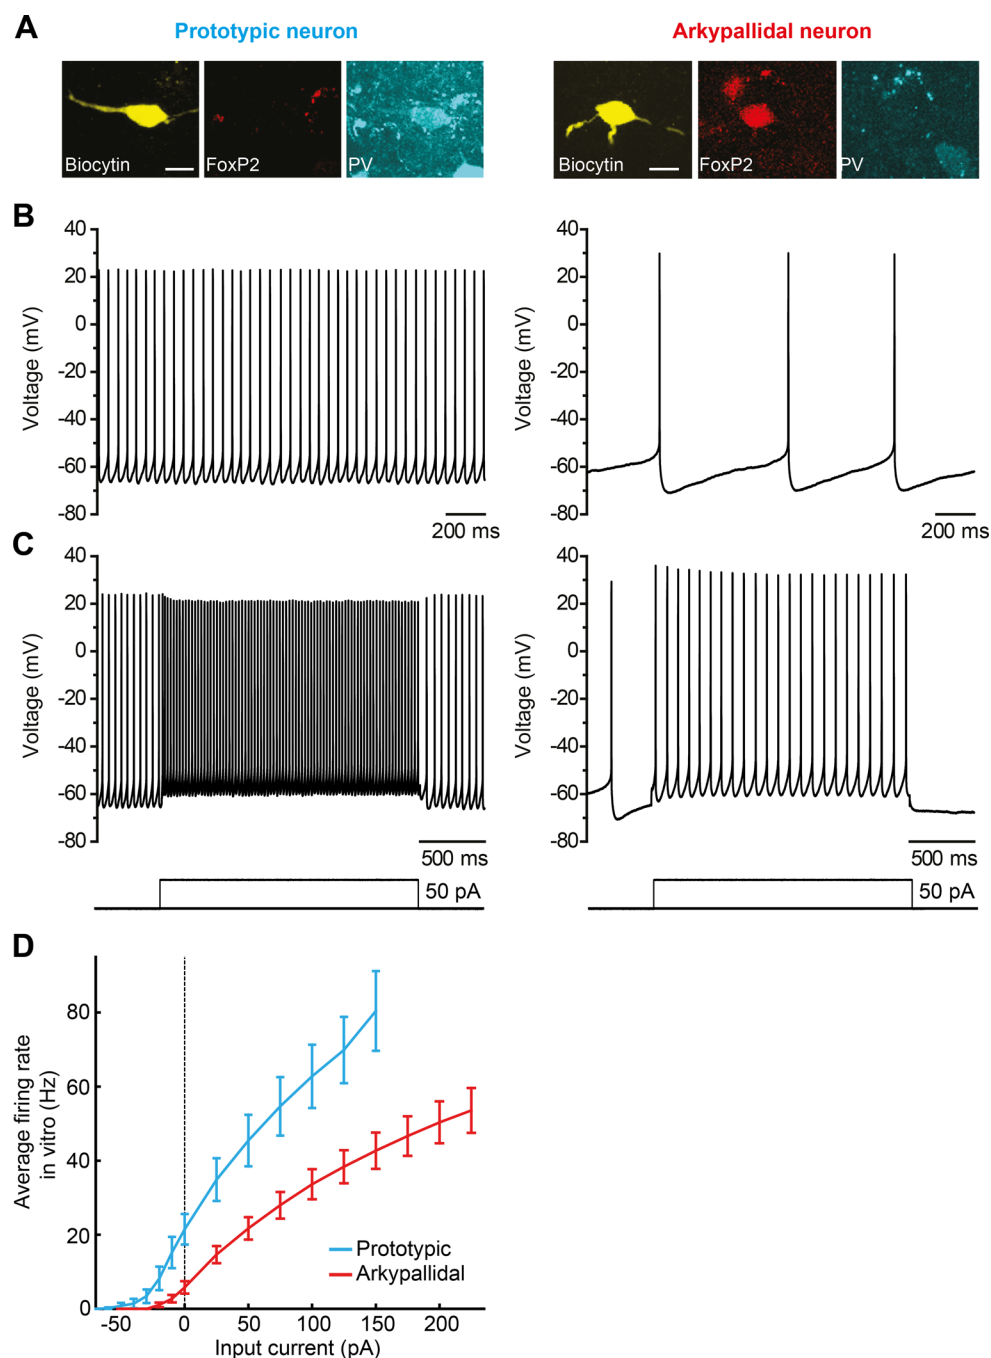 A
Prototypic neuron
Arkypallidal neuron
Biocytin
FoxP2
PV
Biocytin
FoxP2
PV
B
40
20
0
-20
-40
-60
-80
Voltage (mV)
200 ms
40
20
0
-20
-40
-60
-80
Voltage (mV)
200 ms
C
40
20
0
-20
-40
-60
-80
Voltage (mV)
500 ms
50 pA
40
20
0
-20
-40
-60
-80
Voltage (mV)
500 ms
50 pA
D
80
60
40
20
0
Average firing rate
in vitro (Hz)
Prototypic
Arkypallidal
-50 0 50 100 150 200
Input current (pA)